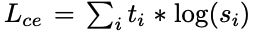 L_{ce} = \sum_i t_i * \log(s_i)